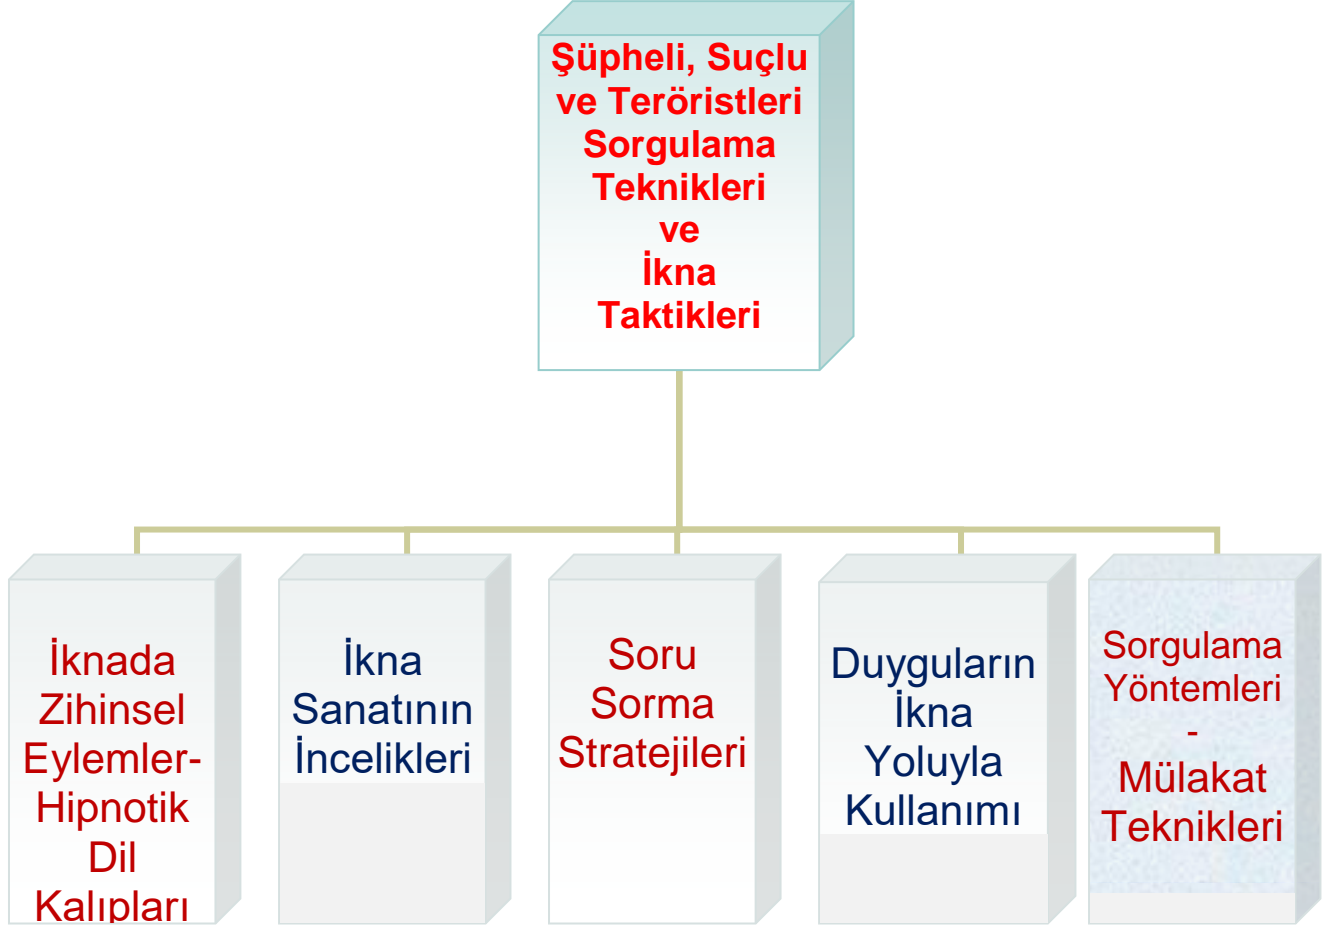 Şüpheli, Suçlu
ve Teröristleri
Sorgulama
Teknikleri
ve
İkna
Taktikleri
İknada
Zihinsel
Eylemler-
Hipnotik
Dil
Kalıpları
İkna
Sanatının
İncelikleri
Soru
Sorma
Stratejileri
Duyguların
İkna
Yoluyla
Kullanımı
Sorgulama
Yöntemleri
-
Mülakat
Teknikleri